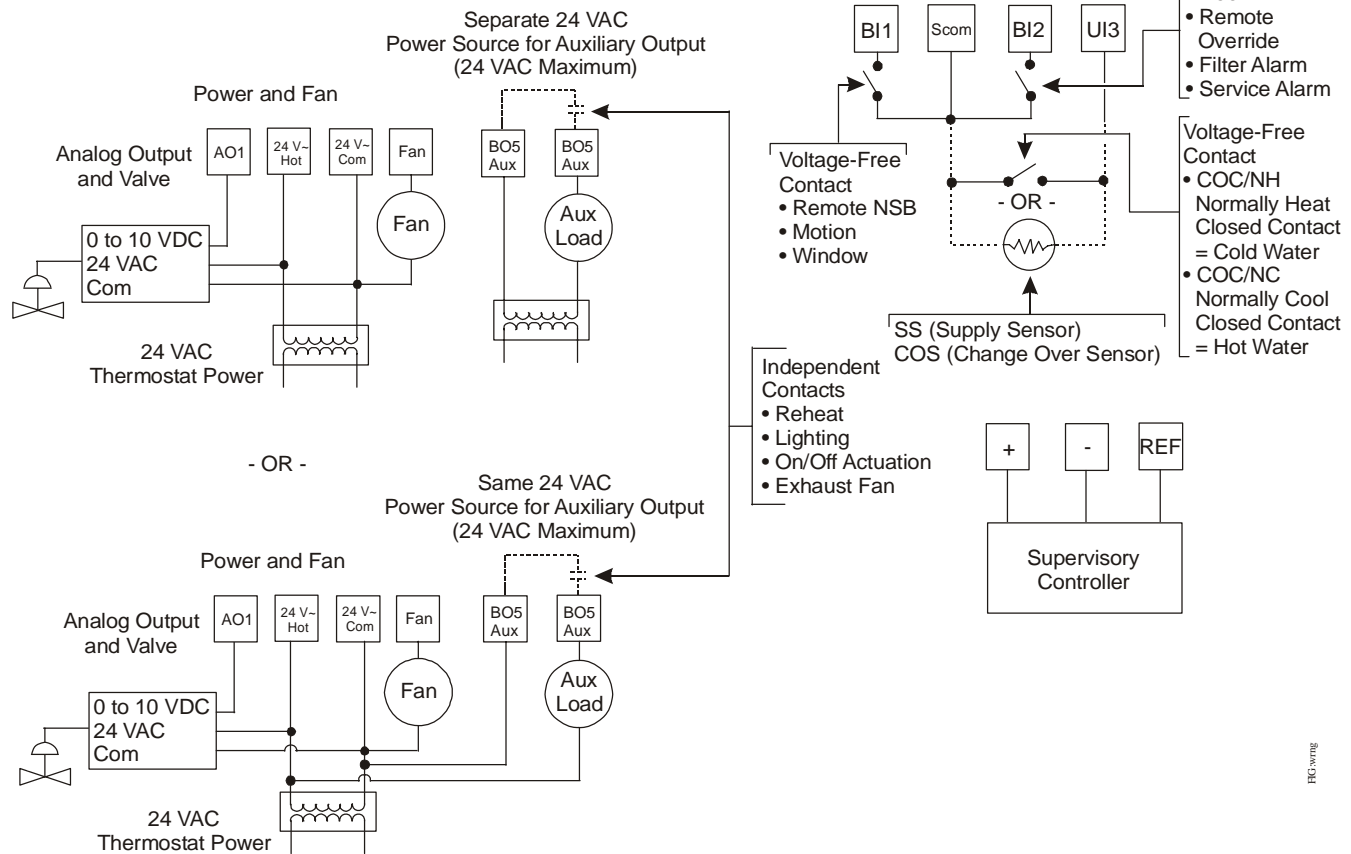 Separate 24 VAC
Power Source for Auxiliary Output
(24 VAC Maximum)
Power and Fan
Analog Output
and Valve
AO1
24 V~
Hot
24 V~
Com
Fan
BO5
Aux
BO5
Aux
Fan
Aux
Load
0 to 10 VDC
24 VAC
Com
24 VAC
Thermostat Power
- OR -
Same 24 VAC
Power Source for Auxiliary Output
(24 VAC Maximum)
Power and Fan
Analog Output
and Valve
AO1
24 V~
Hot
24 V~
Com
Fan
BO5
Aux
BO5
Aux
Fan
Aux
Load
0 to 10 VDC
24 VAC
Com
24 VAC
Thermostat Power
Independent
Contacts
• Reheat
• Lighting
• On/Off Actuation
• Exhaust Fan
BI1
Scom
BI2
UI3
• Remote
Override
• Filter Alarm
• Service Alarm
Voltage-Free
Contact
• Remote NSB
• Motion
• Window
- OR -
Voltage-Free
Contact
• COC/NH
Normally Heat
Closed Contact
= Cold Water
• COC/NC
Normally Cool
Closed Contact
= Hot Water
SS (Supply Sensor)
COS (Change Over Sensor)
+
-
REF
Supervisory
Controller
FIG:wrng